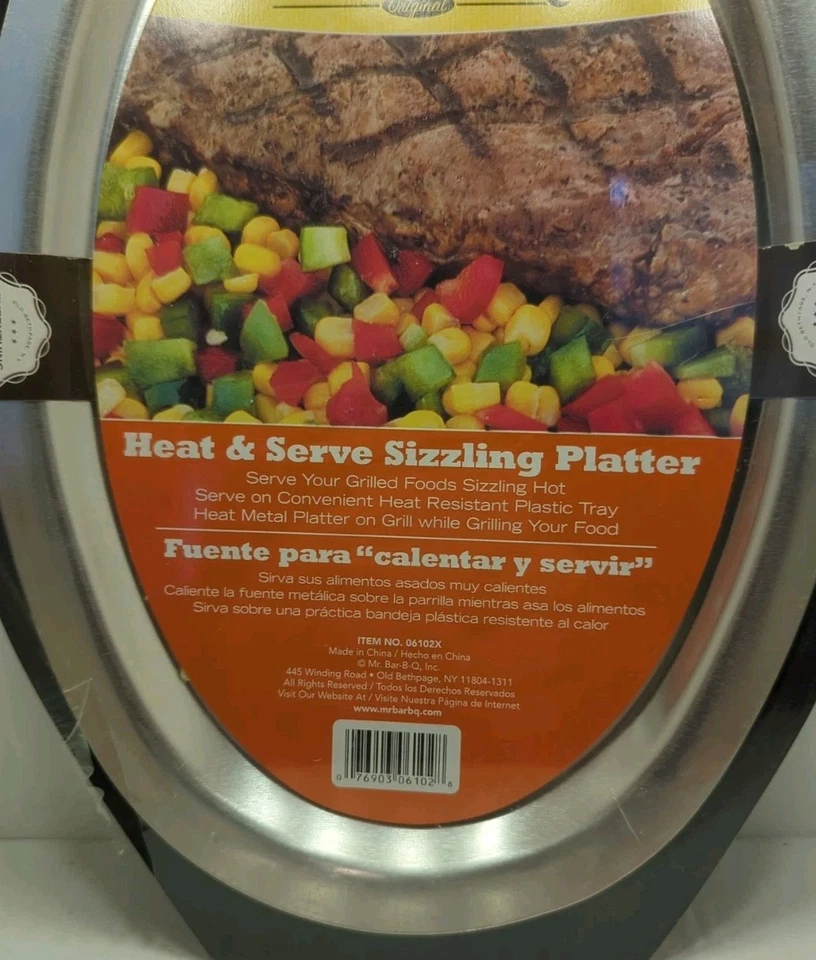 Original
Heat & Serve Sizzling Platter
Serve Your Grilled Foods Sizzling Hot
Serve on Convenient Heat Resistant Plastic Tray
Heat Metal Platter on Grill while Grilling Your Food
Fuente para “calentar y servir”
Sirva sus alimentos asados muy calientes
Caliente la fuente metálica sobre la parrilla mientras asa los alimentos
Sirva sobre una práctica bandeja plástica resistente al calor
ITEM NO. 06102X
Made in China / Hecho en China
© Mr. Bar-B-Q, Inc.
445 Winding Road • Old Bethpage, NY 11804-1311
All Rights Reserved / Todos los Derechos Reservados
Visit Our Website At / Visite Nuestra Página de Internet
www.mrbarbq.com
0 76903 06102 8